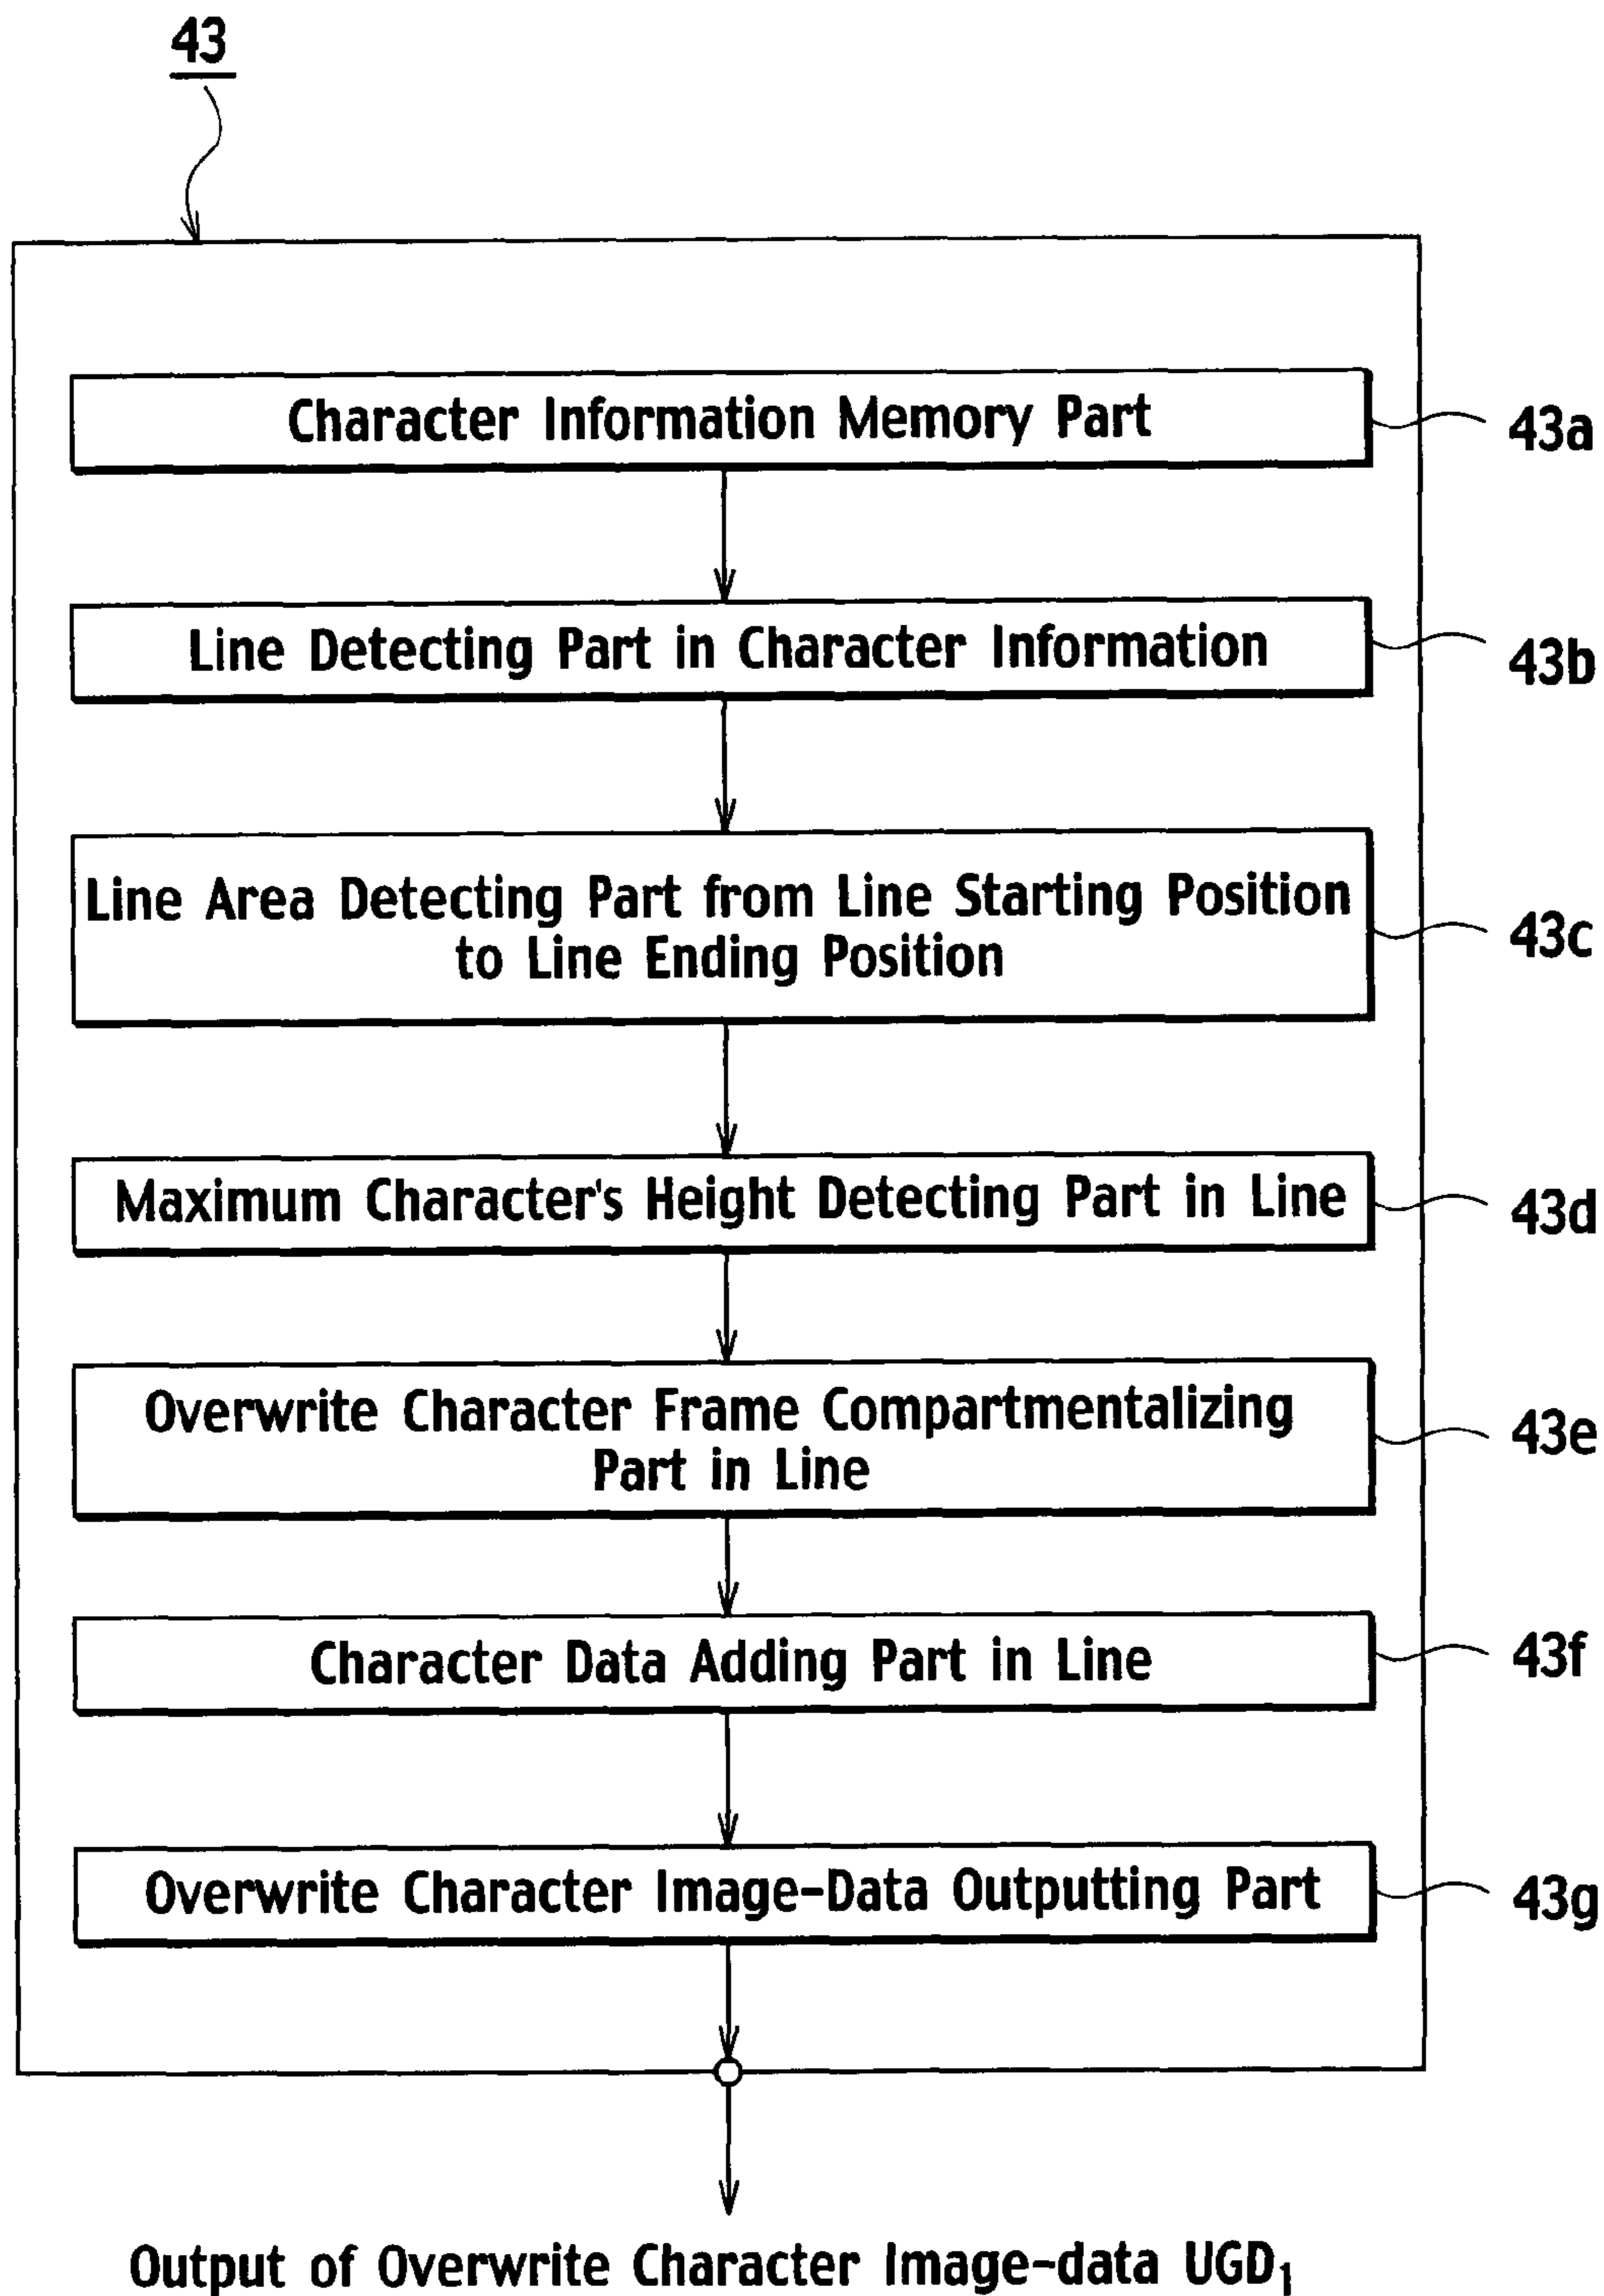 43
Character Information Memory Part
43a
Line Detecting Part in Character Information
43b
Line Area Detecting Part from Line Starting Position
to Line Ending Position
43c
Maximum Character's Height Detecting Part in Line
43d
Overwrite Character Frame Compartmentalizing
Part in Line
43e
Character Data Adding Part in Line
43f
Overwrite Character Image-Data Outputting Part
43g
Output of Overwrite Character Image-data UGD₁